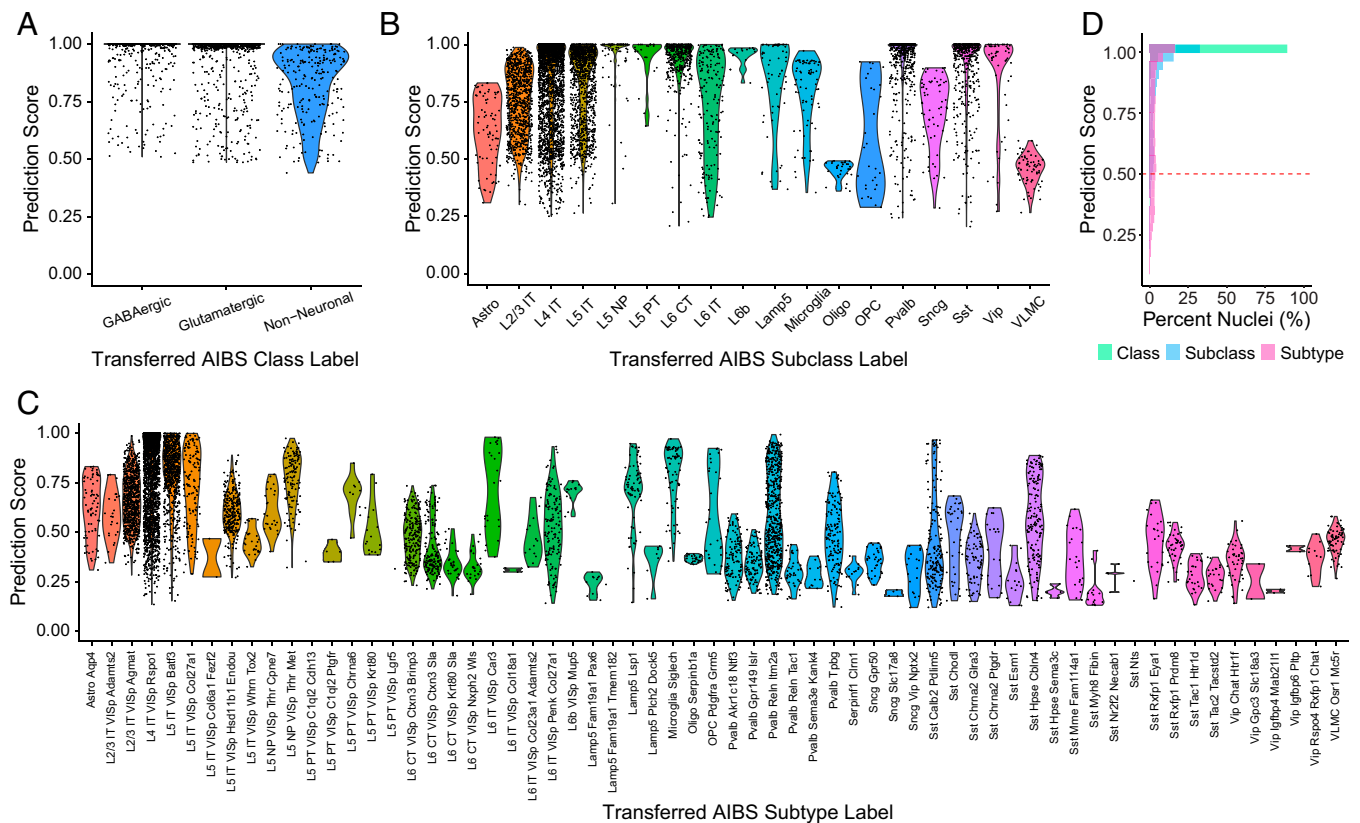 A
Prediction Score
1.00
0.75
0.50
0.25
0.00
GABAergic
Glutamatergic
Non−Neuronal
Transferred AIBS Class Label
B
Prediction Score
1.00
0.75
0.50
0.25
0.00
Astro
L2/3 IT
L4 IT
L5 IT
L5 NP
L5 PT
L6 CT
L6 IT
L6b
Lamp5
Microglia
Oligo
OPC
Pvalb
Sncg
Sst
Vip
VLMC
Transferred AIBS Subclass Label
D
Prediction Score
1.00
0.75
0.50
0.25
0
25
50
75
100
Percent Nuclei (%)
Class
Subclass
Subtype
C
Prediction Score
1.00
0.75
0.50
0.25
0.00
Astro Aqp4
L2/3 IT VISp Adamts2
L2/3 IT VISp Agmat
L4 IT VISp Rspo1
L5 IT VISp Batf3
L5 IT VISp Col27a1
L5 IT VISp Col6a1 Fezf2
L5 IT VISp Hsd11b1 Endou
L5 IT VISp Whrn Tox2
L5 NP VISp Trhr Cpne7
L5 NP VISp Trhr Met
L5 PT VISp C1ql2 Cdh13
L5 PT VISp C1ql2 Ptgfr
L5 PT VISp Chrna6
L5 PT VISp Krt80
L5 PT VISp Lgr5
L6 CT VISp Ctxn3 Brinp3
L6 CT VISp Ctxn3 Sla
L6 CT VISp Krt80 Sla
L6 CT VISp Nxph2 Wls
L6 IT VISp Car3
L6 IT VISp Col18a1
L6 IT VISp Col23a1 Adamts2
L6 IT VISp Penk Col27a1
L6b VISp Mup5
Lamp5 Fam19a1 Pax6
Lamp5 Fam19a1 Tmem182
Lamp5 Lsp1
Lamp5 Plch2 Dock5
Microglia Siglech
Oligo Serpinb1a
OPC Pdgfra Grm5
Pvalb Akr1c18 Ntf3
Pvalb Gpr149 Islr
Pvalb Reln Itm2a
Pvalb Reln Tac1
Pvalb Sema3e Kank4
Pvalb Tpbg
Serpinf1 Clrn1
Sncg Gpr50
Sncg Slc17a8
Sncg Vip Nptx2
Sst Calb2 Pdlim5
Sst Chodl
Sst Chrna2 Glra3
Sst Chrna2 Ptgdr
Sst Esm1
Sst Hpse Cbln4
Sst Hpse Sema3c
Sst Mme Fam114a1
Sst Myh8 Fibin
Sst Nr2f2 Necab1
Sst Nts
Sst Rxfp1 Eya1
Sst Rxfp1 Prdm8
Sst Tac1 Htr1d
Sst Tac2 Tacstd2
Vip Chat Htr1f
Vip Gpc3 Slc18a3
Vip Igfbp4 Mab21l1
Vip Igfbp6 Pltp
Vip Rspo4 Rxfp1 Chat
VLMC Osr1 Mc5r
Transferred AIBS Subtype Label